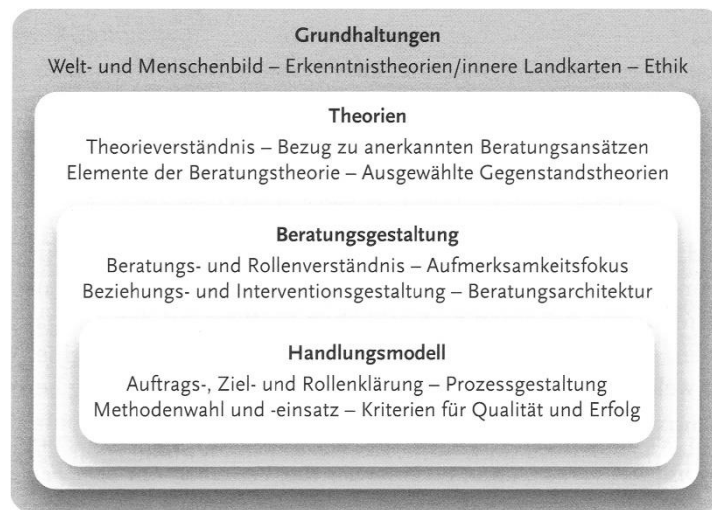 Grundhaltungen
Welt- und Menschenbild – Erkenntnistheorien/innere Landkarten – Ethik
Theorien
Theorieverständnis – Bezug zu anerkannten Beratungsansätzen
Elemente der Beratungstheorie – Ausgewählte Gegenstandstheorien
Beratungsgestaltung
Beratungs- und Rollenverständnis – Aufmerksamkeitsfokus
Beziehungs- und Interventionsgestaltung – Beratungsarchitektur
Handlungsmodell
Auftrags-, Ziel- und Rollenklärung – Prozessgestaltung
Methodenwahl und -einsatz – Kriterien für Qualität und Erfolg